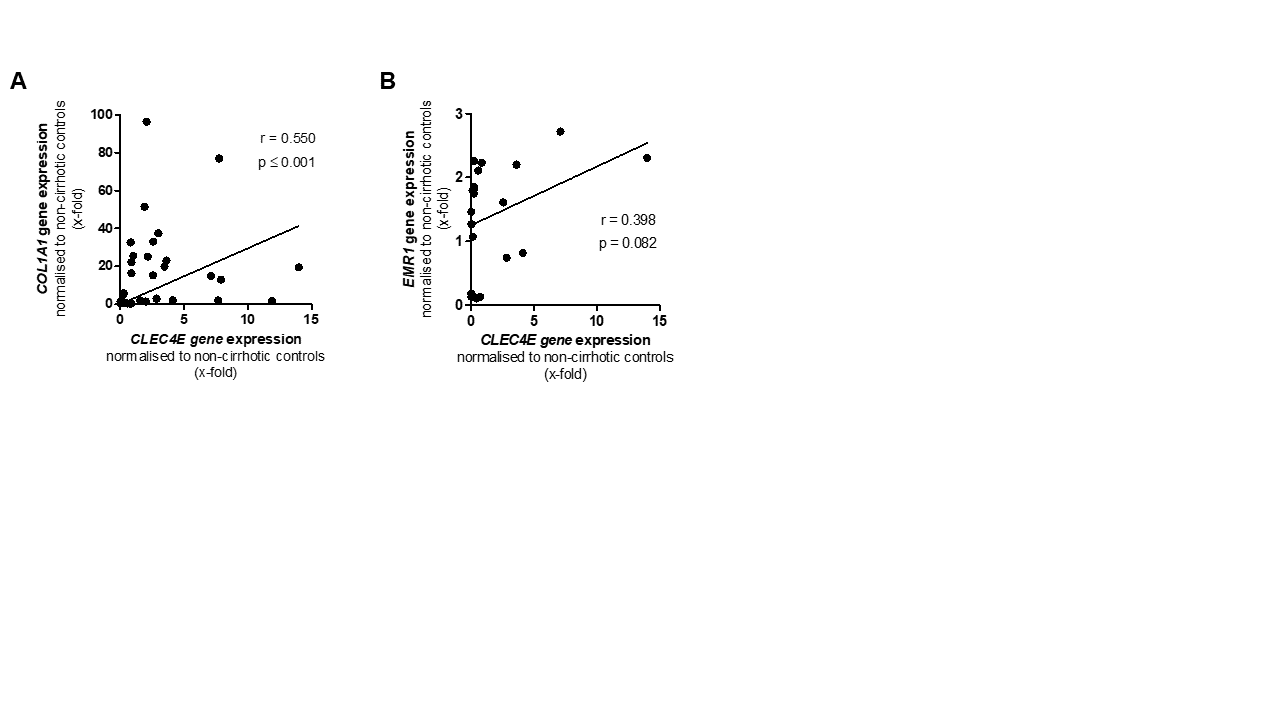 A
COL1A1 gene expression
normalised to non-cirrhotic controls
(x-fold)
100
80
60
40
20
0
r = 0.550
p ≤ 0.001
0 5 10 15
CLEC4E gene expression
normalised to non-cirrhotic controls
(x-fold)
B
EMR1 gene expression
normalised to non-cirrhotic controls
(x-fold)
3
2
1
0
r = 0.398
p = 0.082
0 5 10 15
CLEC4E gene expression
normalised to non-cirrhotic controls
(x-fold)